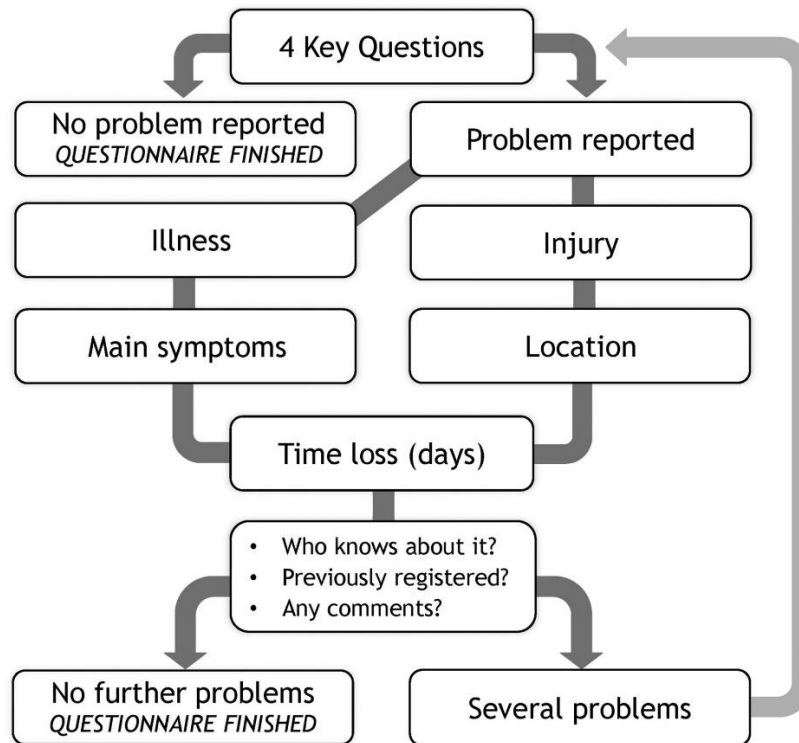 4 Key Questions
No problem reported
QUESTIONNAIRE FINISHED
Problem reported
Illness
Injury
Main symptoms
Location
Time loss (days)
• Who knows about it?
• Previously registered?
• Any comments?
No further problems
QUESTIONNAIRE FINISHED
Several problems